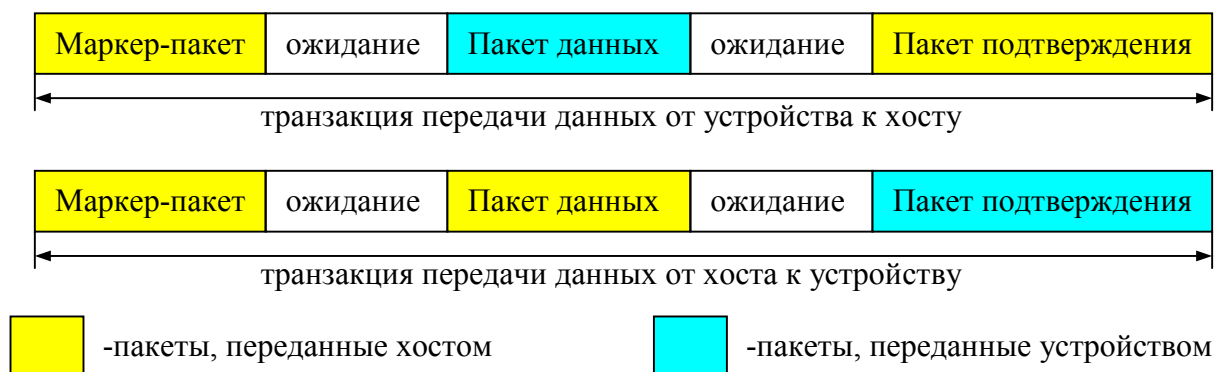 Маркер-пакет ожидание Пакет данных ожидание Пакет подтверждения
транзакция передачи данных от устройства к хосту
Маркер-пакет ожидание Пакет данных ожидание Пакет подтверждения
транзакция передачи данных от хоста к устройству
-пакеты, переданные хостом -пакеты, переданные устройством